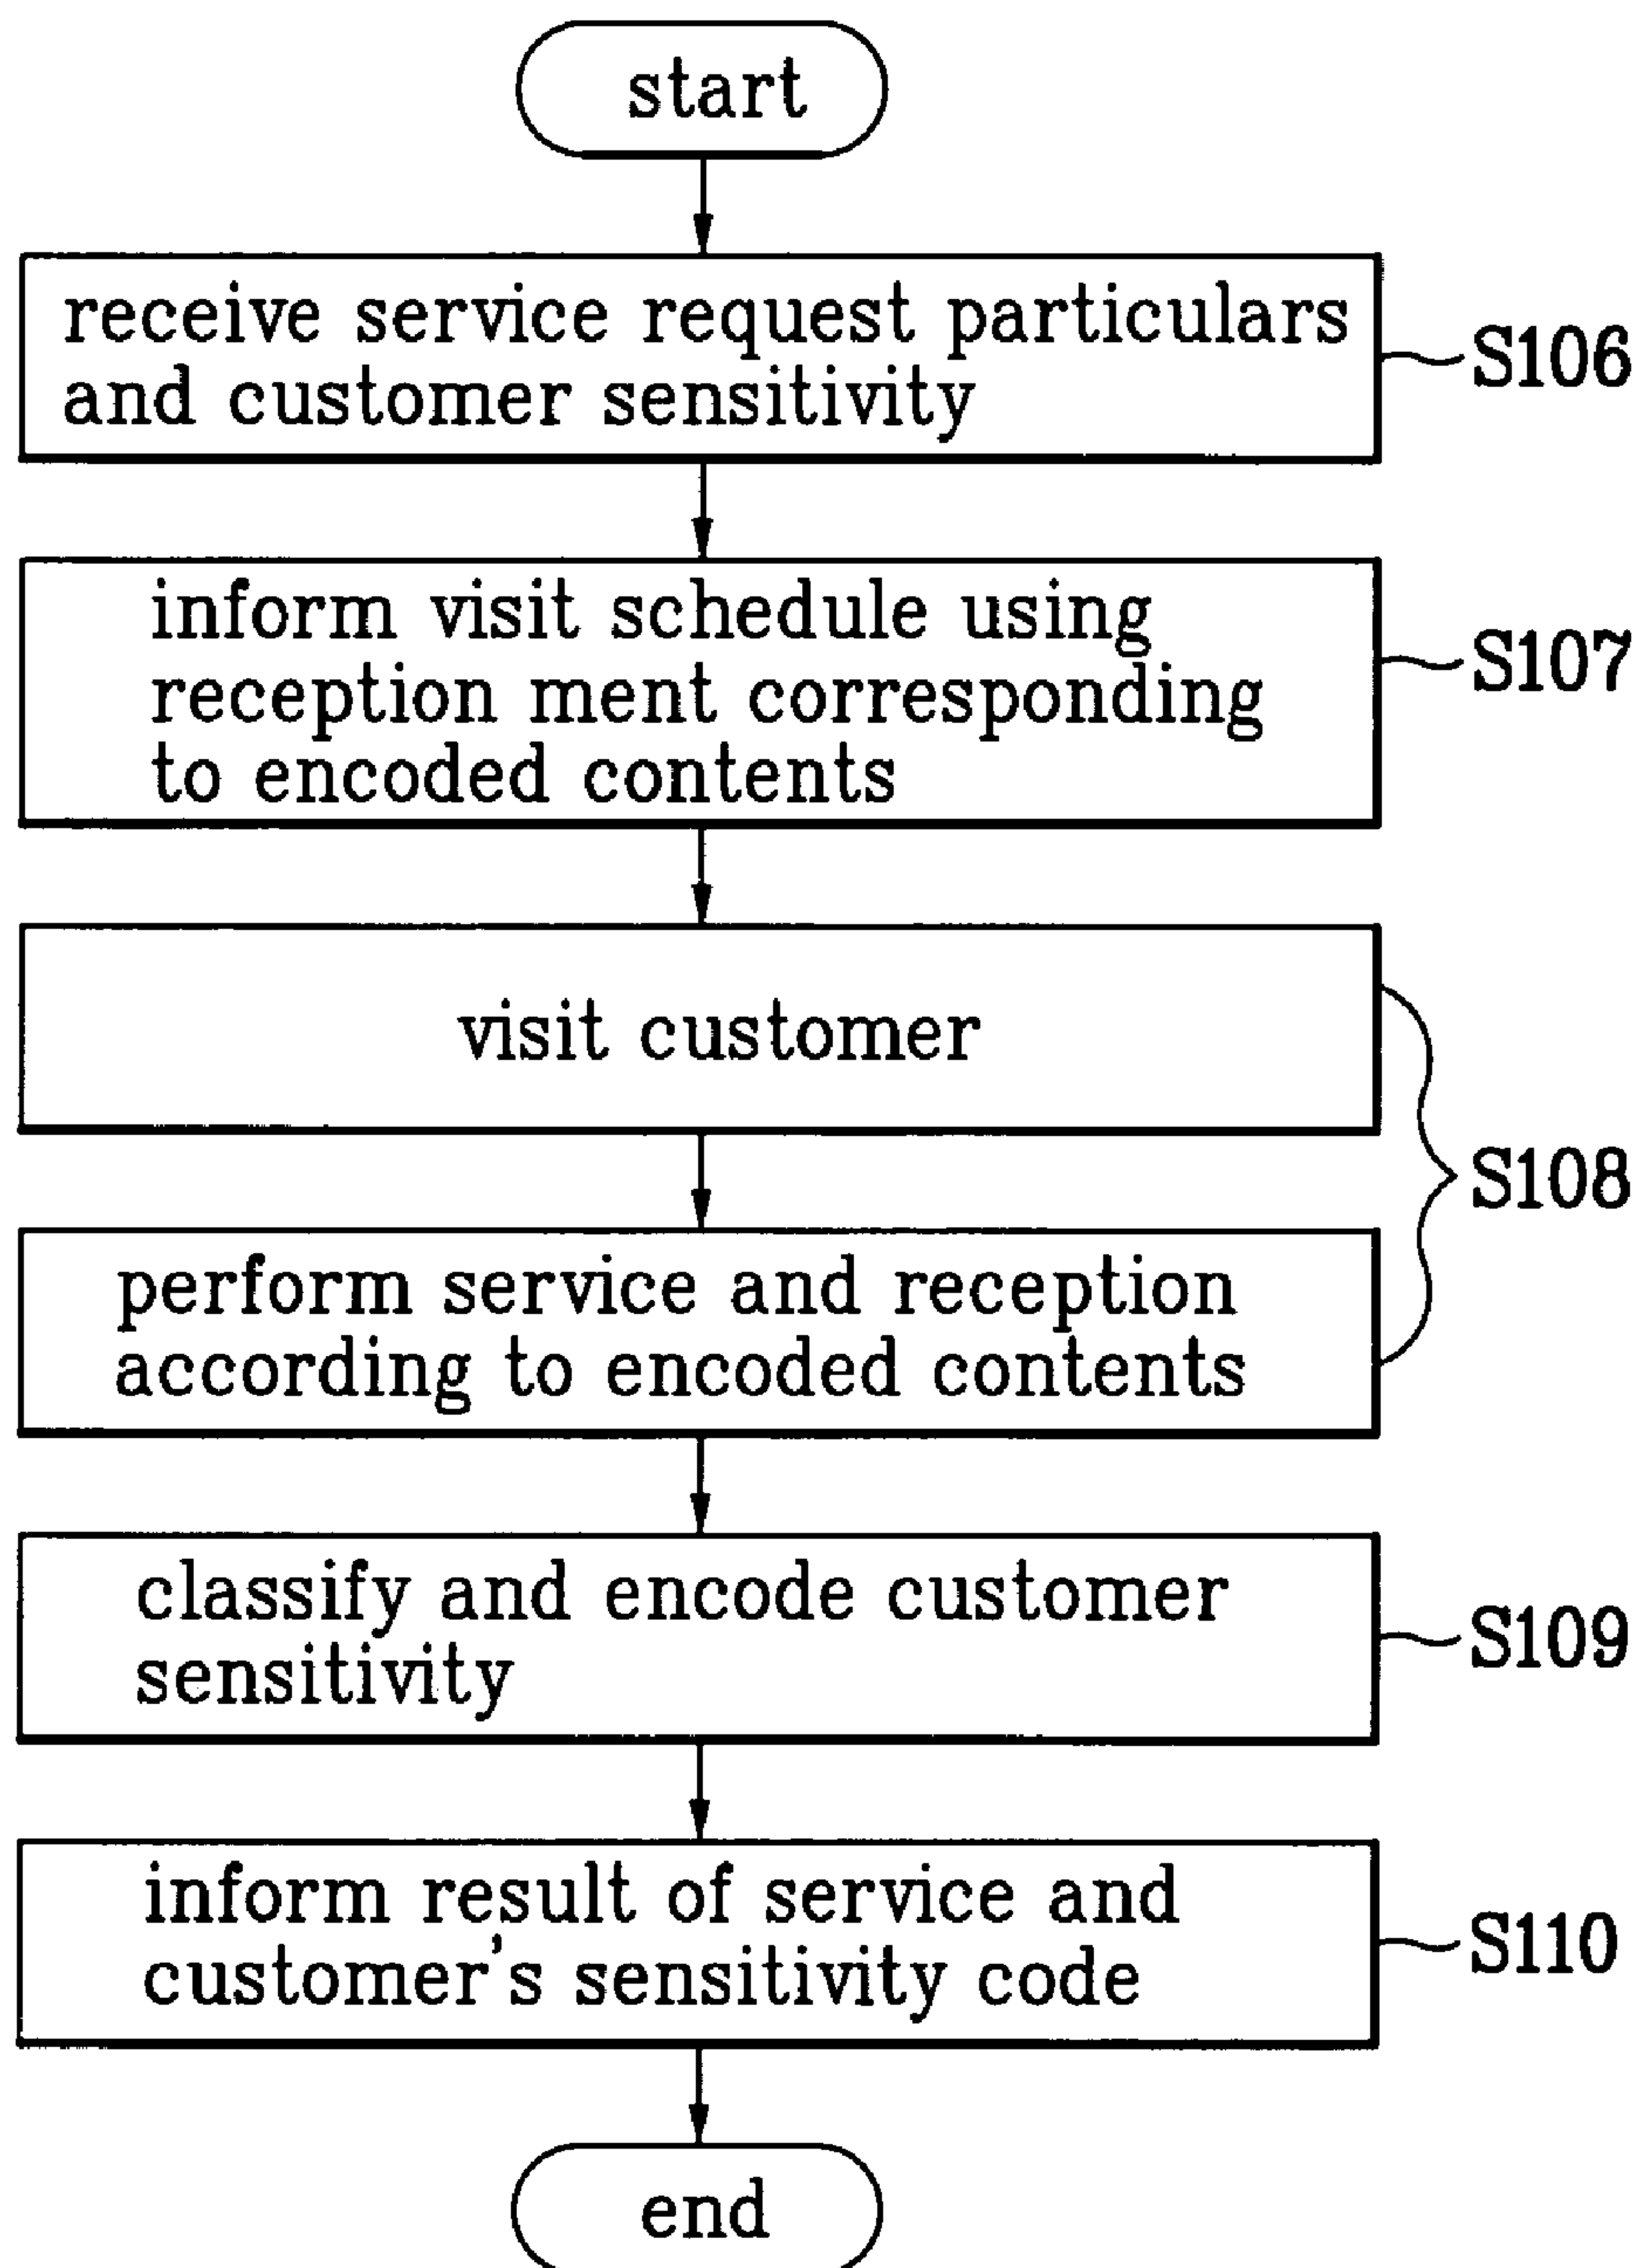 start
receive service request particulars
and customer sensitivity
S106
inform visit schedule using
reception ment corresponding
to encoded contents
S107
visit customer
S108
perform service and reception
according to encoded contents
classify and encode customer
sensitivity
S109
inform result of service and
customer's sensitivity code
S110
end